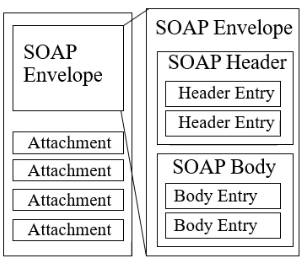 SOAP
Envelope
Attachment
Attachment
Attachment
Attachment
SOAP Envelope
SOAP Header
Header Entry
Header Entry
SOAP Body
Body Entry
Body Entry